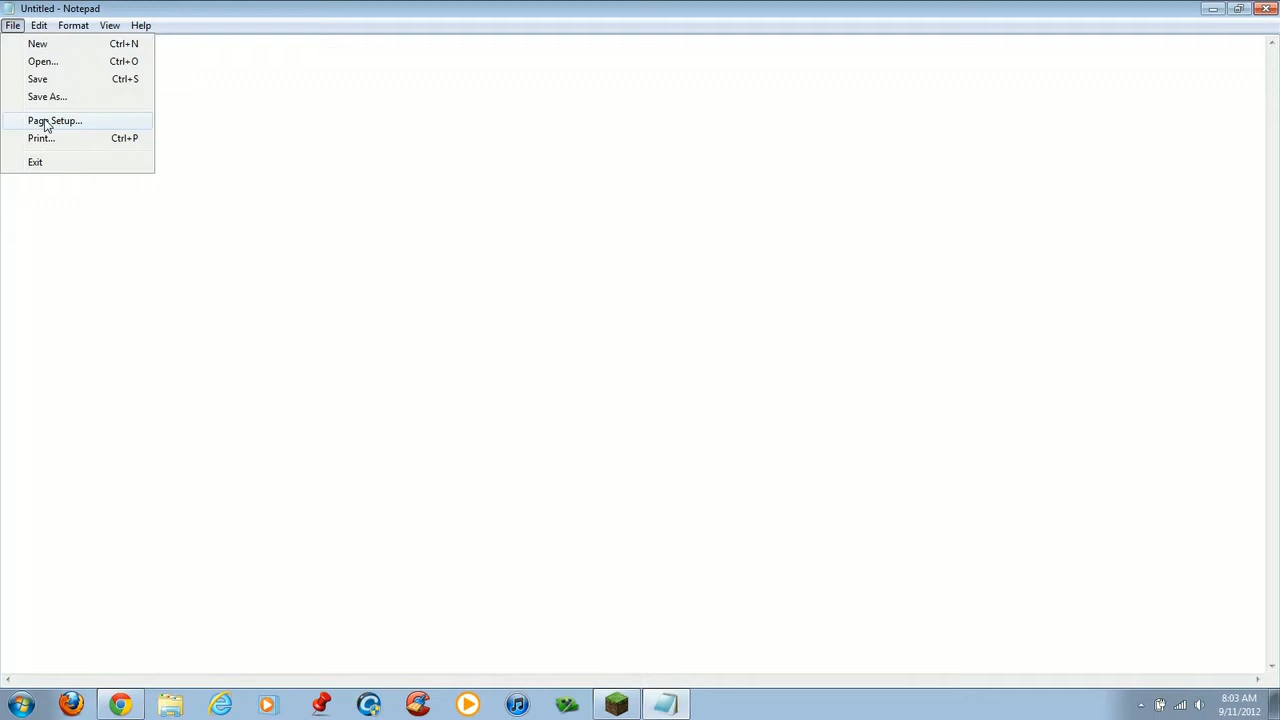 Untitled - Notepad
File Edit Format View Help
New Ctrl+N
Open... Ctrl+O
Save Ctrl+S
Save As...
Page Setup...
Print... Ctrl+P
Exit
8:03 AM
9/11/2012